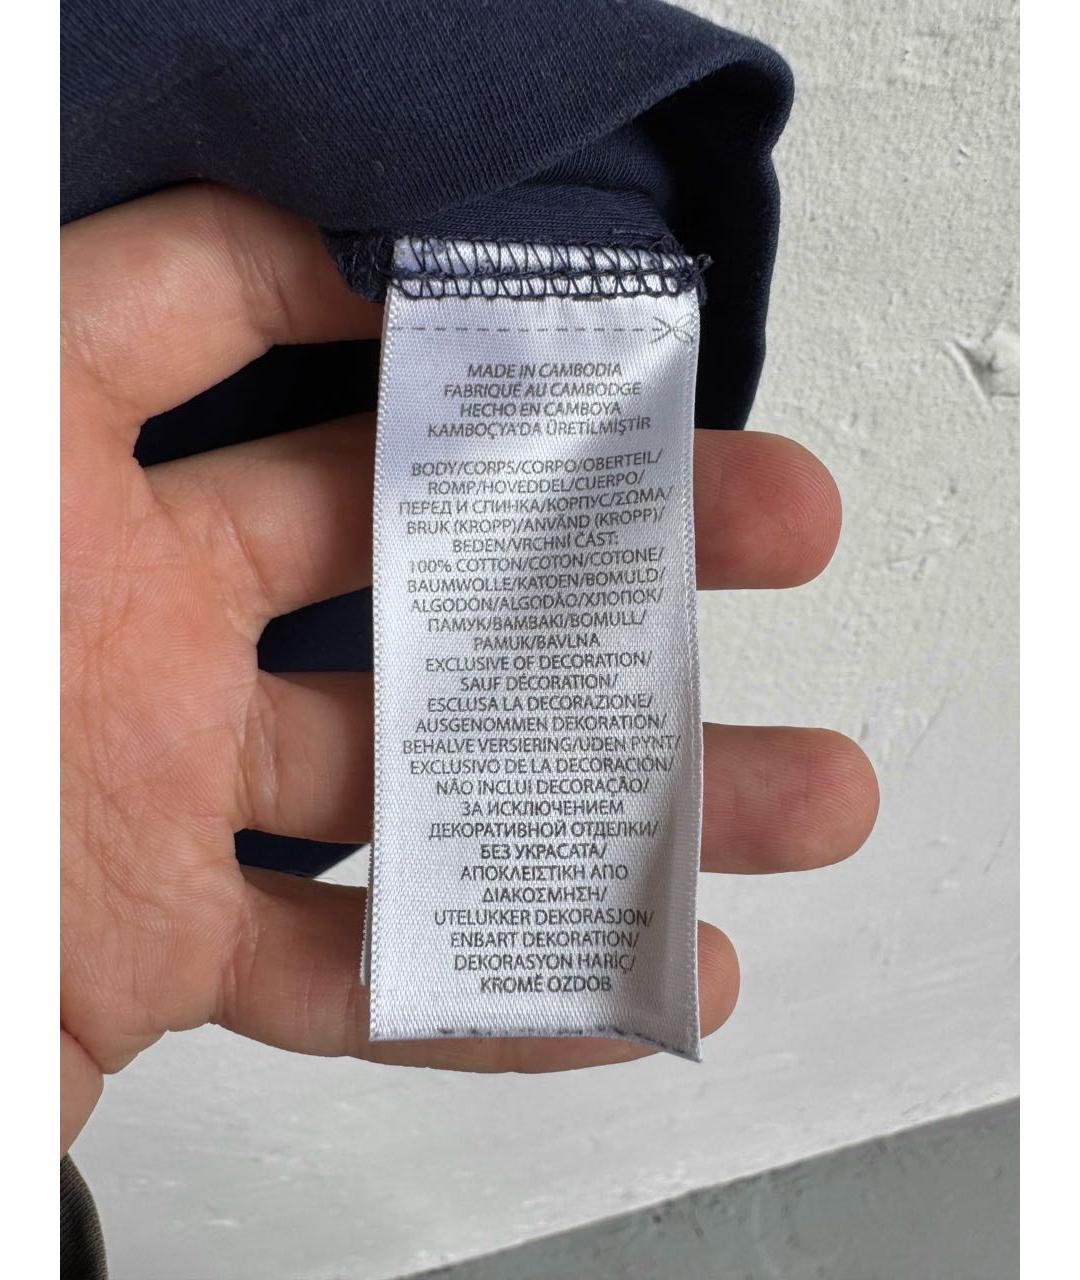 MADE IN CAMBODIA
FABRIQUE AU CAMBODGE
HECHO EN CAMBOYA
KAMBOÇYA'DA ÜRETİLMİŞTİR
BODY/CORPS/CORPO/OBERTEIL/
ROMP/HOVEDDEL/CUERPO/
ПЕРЕД И СПИНКА/КОРПУС/ΣΩΜΑ/
BRUK (KROPP)/ANVÄND (KROPP)/
BEDEN/VRCHNÍ ČÁST:
100% COTTON/COTON/COTONE/
BAUMWOLLE/KATOEN/BOMULD/
ALGODÓN/ALGODÃO/ХЛОПОК/
ПАМУК/ΒΑΜΒΑΚΙ/BOMULL/
PAMUK/BAVLNA
EXCLUSIVE OF DECORATION/
SAUF DÉCORATION/
ESCLUSA LA DECORAZIONE/
AUSGENOMMEN DEKORATION/
BEHALVE VERSIERING/UDEN PYNT/
EXCLUSIVO DE LA DECORACIÓN/
NÃO INCLUI DECORAÇÃO/
ЗА ИСКЛЮЧЕНИЕМ
ДЕКОРАТИВНОЙ ОТДЕЛКИ/
БЕЗ УКРАСАТА/
ΑΠΟΚΛΕΙΣΤΙΚΗ ΑΠΟ
ΔΙΑΚΟΣΜΗΣΗ/
UTELUKKER DEKORASJON/
ENBART DEKORATION/
DEKORASYON HARİÇ/
KROMĚ OZDOB